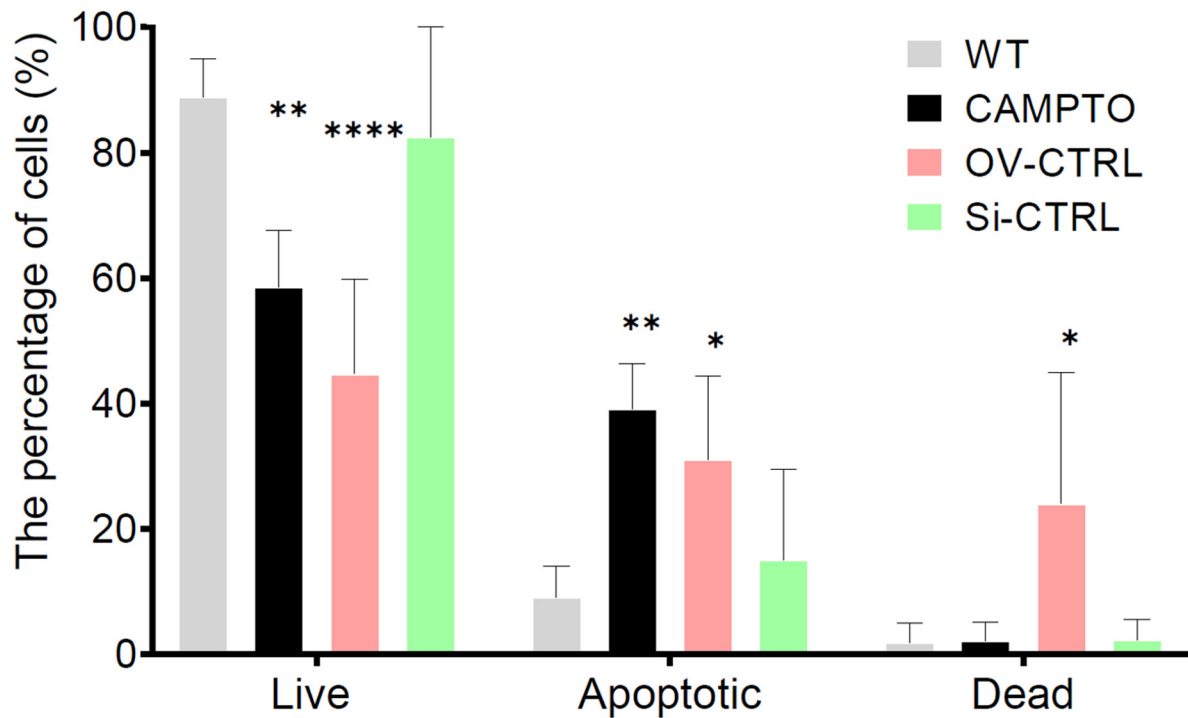 The percentage of cells (%)
100
80
60
40
20
0
**
****
**
*
*
WT
CAMPTO
OV-CTRL
Si-CTRL
Live
Apoptotic
Dead